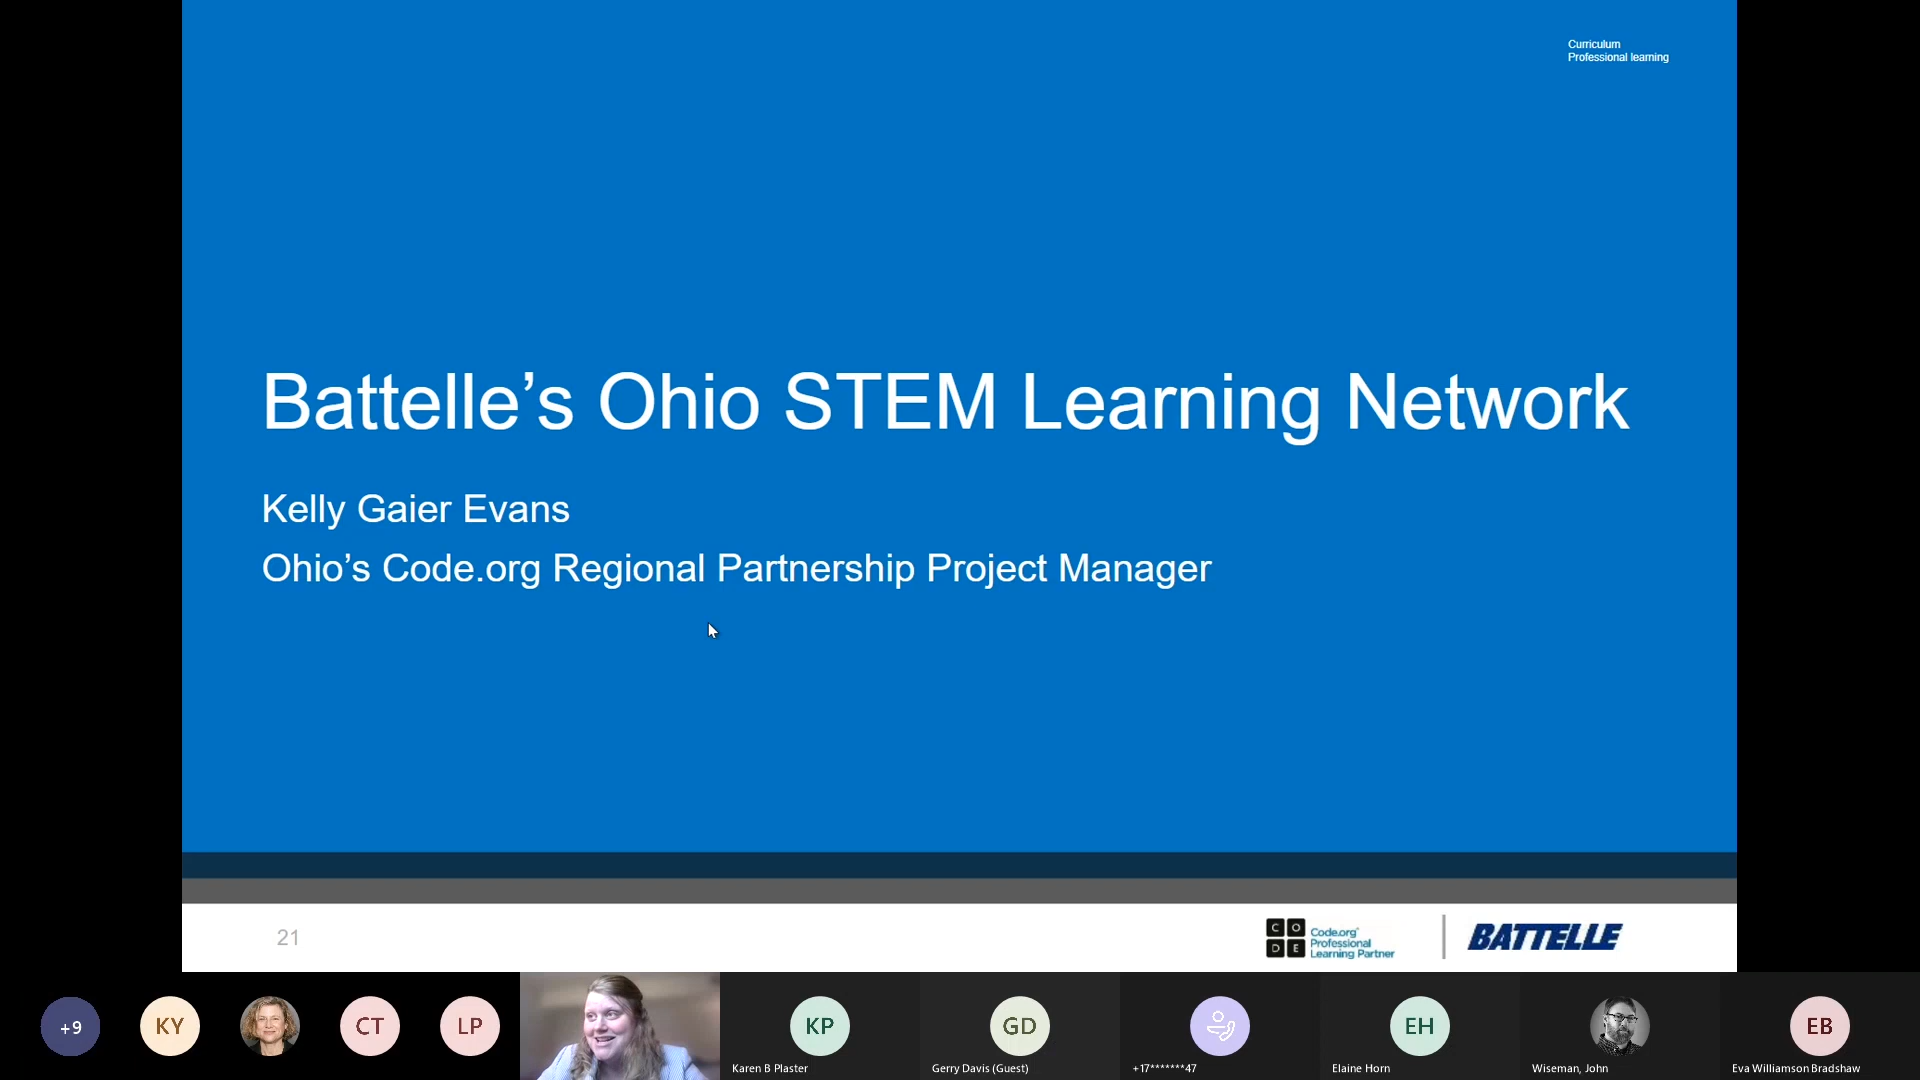 Curriculum
Professional learning
Battelle’s Ohio STEM Learning Network
Kelly Gaier Evans
Ohio’s Code.org Regional Partnership Project Manager
21
C O
D E
Code.org®
Professional
Learning Partner
BATTELLE
+9
KY
CT
LP
KP
GD
EH
EB
Karen B Plaster
Gerry Davis (Guest)
+17*******47
Elaine Horn
Wiseman, John
Eva Williamson Bradshaw